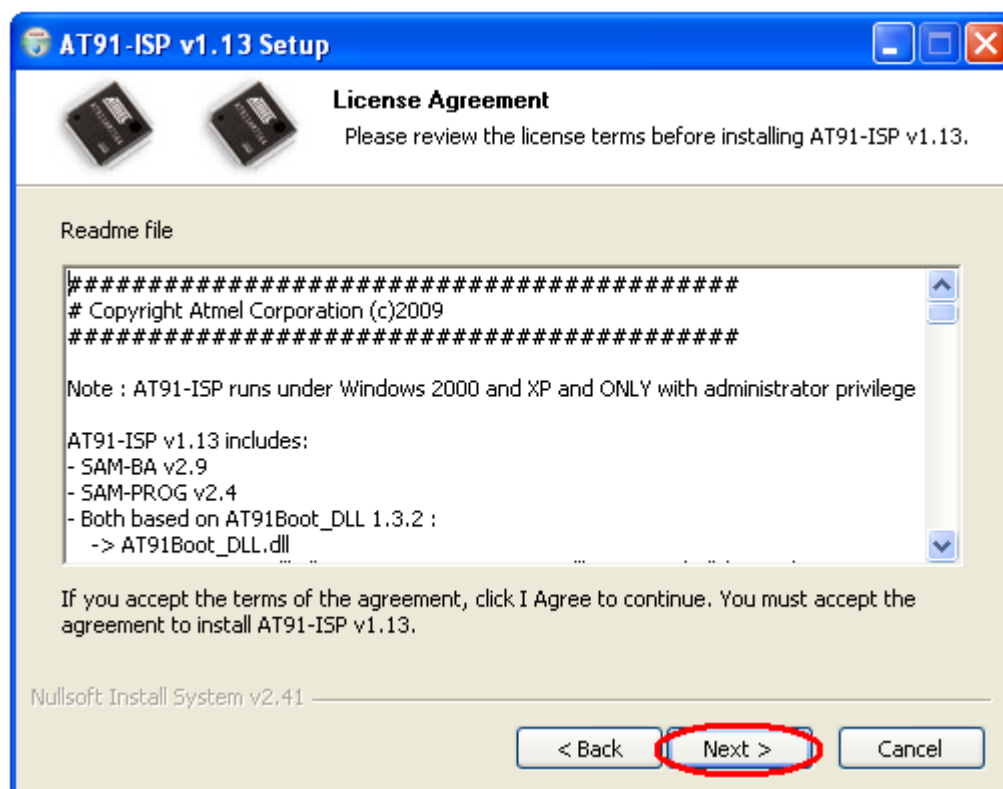 AT91-ISP v1.13 Setup
License Agreement
Please review the license terms before installing AT91-ISP v1.13.
Readme file
##########################################
# Copyright Atmel Corporation (c)2009
##########################################
Note : AT91-ISP runs under Windows 2000 and XP and ONLY with administrator privilege
AT91-ISP v1.13 includes:
- SAM-BA v2.9
- SAM-PROG v2.4
- Both based on AT91Boot_DLL 1.3.2 :
-> AT91Boot_DLL.dll
If you accept the terms of the agreement, click I Agree to continue. You must accept the
agreement to install AT91-ISP v1.13.
Nullsoft Install System v2.41
< Back
Next >
Cancel